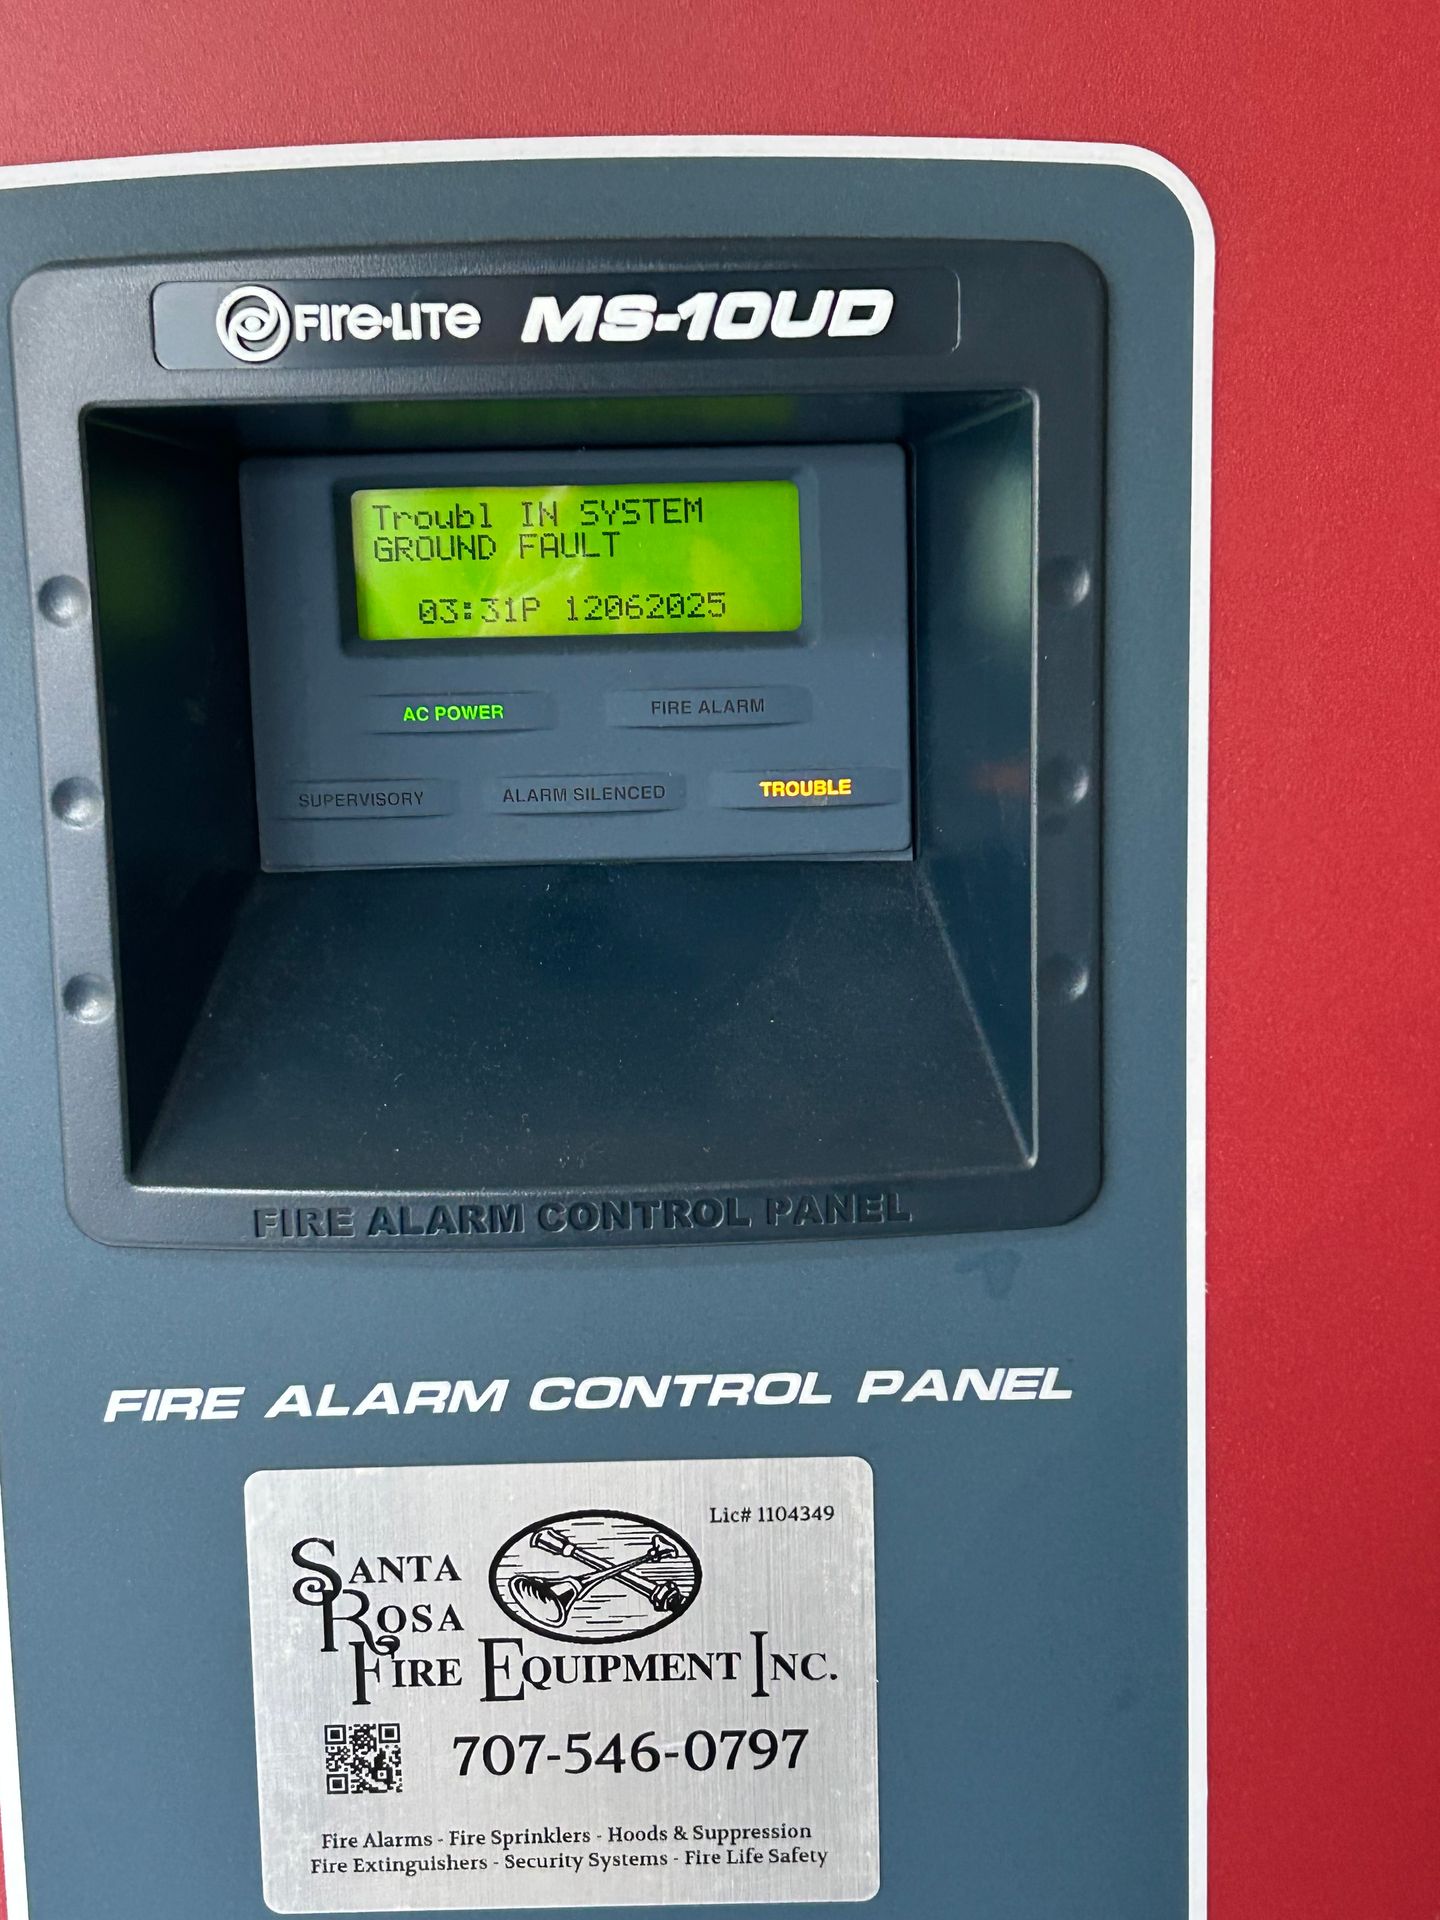 FIRE•LITE MS-10UD
Troubl IN SYSTEM
GROUND FAULT
03:31P 12062025
AC POWER FIRE ALARM
SUPERVISORY ALARM SILENCED TROUBLE
FIRE ALARM CONTROL PANEL
FIRE ALARM CONTROL PANEL
Lic# 1104349
SANTA
ROSA
FIRE EQUIPMENT INC.
707-546-0797
Fire Alarms - Fire Sprinklers - Hoods & Suppression
Fire Extinguishers - Security Systems - Fire Life Safety